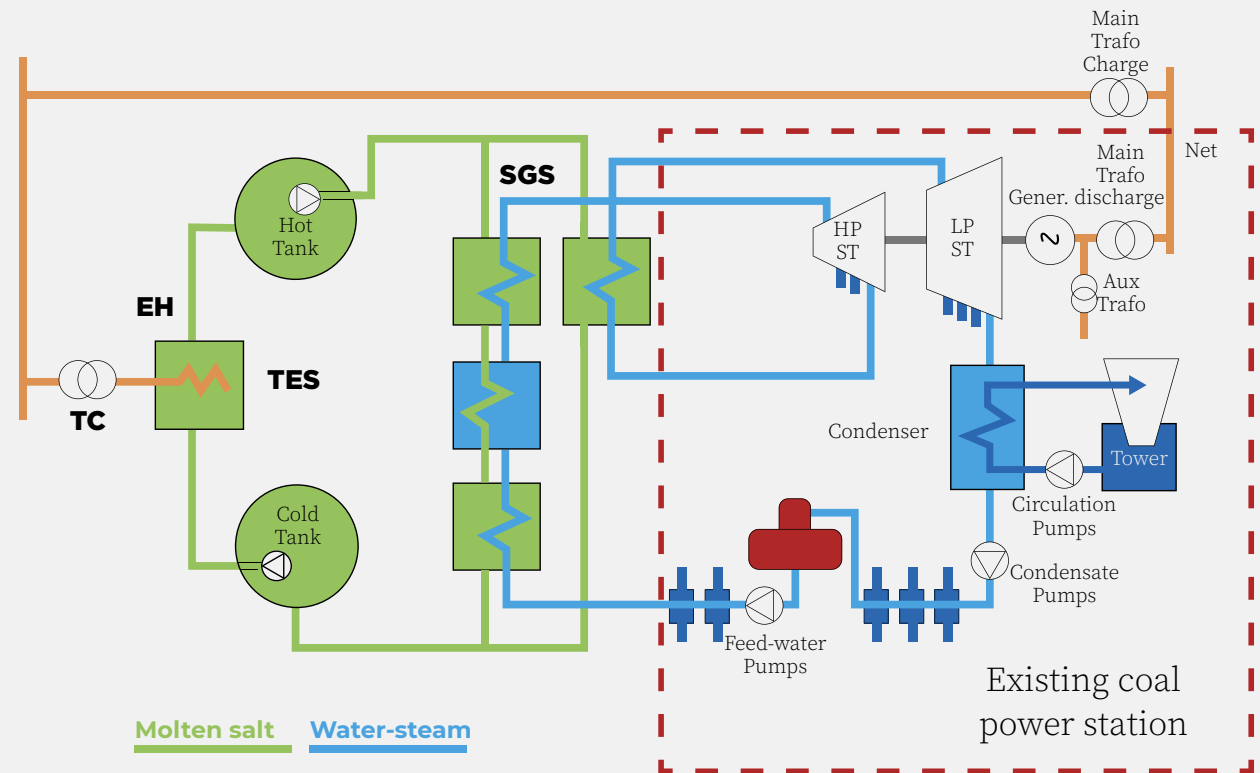 Main
Trafo
Charge
Net
Main
Trafo
Gener. discharge
SGS
Hot
Tank
HP
ST
LP
ST
Aux
Trafo
EH
TES
TC
Condenser
Tower
Circulation
Pumps
Cold
Tank
Condensate
Pumps
Feed-water
Pumps
Existing coal
power station
Molten salt
Water-steam